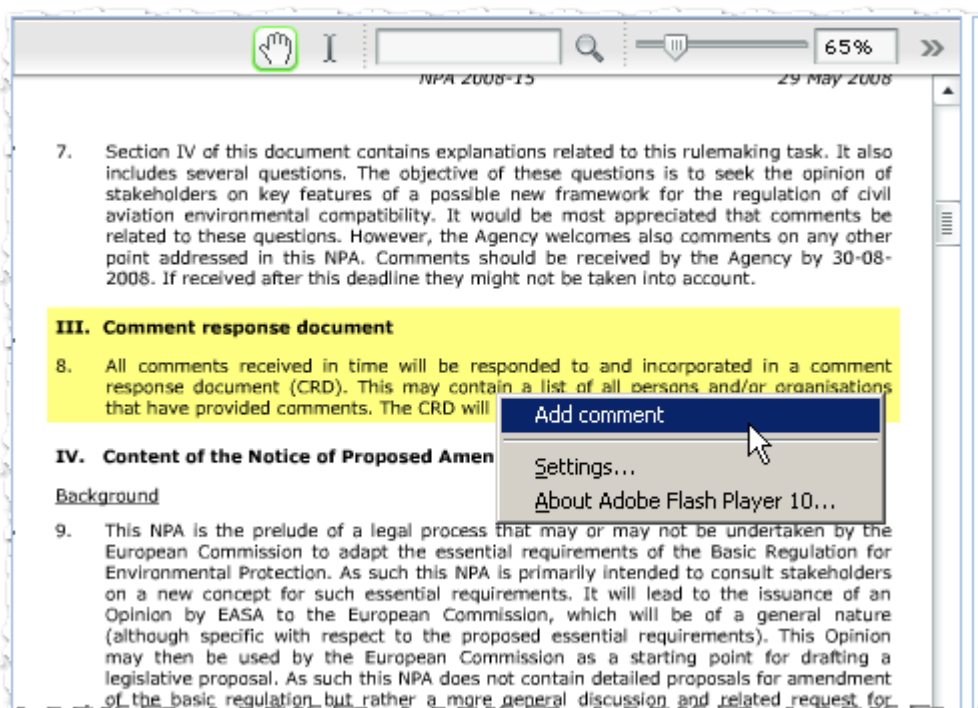 65%
NPA 2008-15 29 May 2008
7. Section IV of this document contains explanations related to this rulemaking task. It also
includes several questions. The objective of these questions is to seek the opinion of
stakeholders on key features of a possible new framework for the regulation of civil
aviation environmental compatibility. It would be most appreciated that comments be
related to these questions. However, the Agency welcomes also comments on any other
point addressed in this NPA. Comments should be received by the Agency by 30-08-
2008. If received after this deadline they might not be taken into account.
III. Comment response document
8. All comments received in time will be responded to and incorporated in a comment
response document (CRD). This may contain a list of all persons and/or organisations
that have provided comments. The CRD will
Add comment
Settings...
About Adobe Flash Player 10...
IV. Content of the Notice of Proposed Amen
Background
9. This NPA is the prelude of a legal process that may or may not be undertaken by the
European Commission to adapt the essential requirements of the Basic Regulation for
Environmental Protection. As such this NPA is primarily intended to consult stakeholders
on a new concept for such essential requirements. It will lead to the issuance of an
Opinion by EASA to the European Commission, which will be of a general nature
(although specific with respect to the proposed essential requirements). This Opinion
may then be used by the European Commission as a starting point for drafting a
legislative proposal. As such this NPA does not contain detailed proposals for amendment
of the basic regulation but rather a more general discussion and related request for